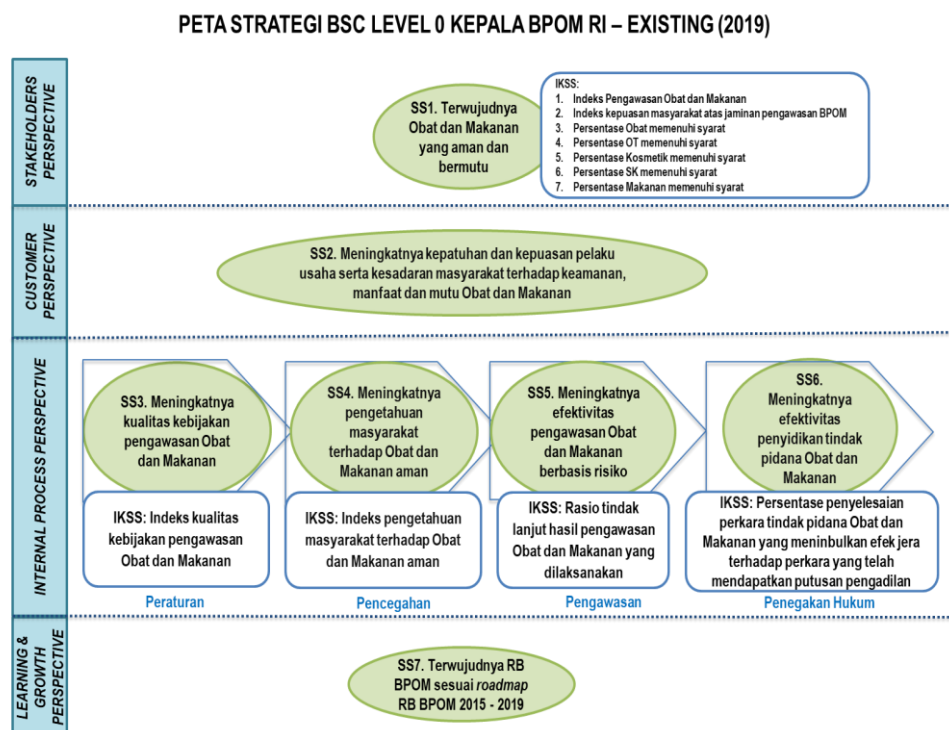 PETA STRATEGI BSC LEVEL 0 KEPALA BPOM RI – EXISTING (2019)
STAKEHOLDERS
PERSPECTIVE
SS1. Terwujudnya
Obat dan Makanan
yang aman dan
bermutu
IKSS:
1. Indeks Pengawasan Obat dan Makanan
2. Indeks kepuasan masyarakat atas jaminan pengawasan BPOM
3. Persentase Obat memenuhi syarat
4. Persentase OT memenuhi syarat
5. Persentase Kosmetik memenuhi syarat
6. Persentase SK memenuhi syarat
7. Persentase Makanan memenuhi syarat
CUSTOMER
PERSPECTIVE
SS2. Meningkatnya kepatuhan dan kepuasan pelaku
usaha serta kesadaran masyarakat terhadap keamanan,
manfaat dan mutu Obat dan Makanan
INTERNAL PROCESS PERSPECTIVE
SS3. Meningkatnya
kualitas kebijakan
pengawasan Obat
dan Makanan
IKSS: Indeks kualitas
kebijakan pengawasan
Obat dan Makanan
Peraturan
SS4. Meningkatnya
pengetahuan
masyarakat
terhadap Obat dan
Makanan aman
IKSS: Indeks pengetahuan
masyarakat terhadap Obat
dan Makanan aman
Pencegahan
SS5. Meningkatnya
efektivitas
pengawasan Obat
dan Makanan
berbasis risiko
IKSS: Rasio tindak
lanjut hasil pengawasan
Obat dan Makanan yang
dilaksanakan
Pengawasan
SS6.
Meningkatnya
efektivitas
penyidikan tindak
pidana Obat dan
Makanan
IKSS: Persentase penyelesaian
perkara tindak pidana Obat dan
Makanan yang meninbulkan efek jera
terhadap perkara yang telah
mendapatkan putusan pengadilan
Penegakan Hukum
LEARNING &
GROWTH
PERSPECTIVE
SS7. Terwujudnya RB
BPOM sesuai roadmap
RB BPOM 2015 - 2019